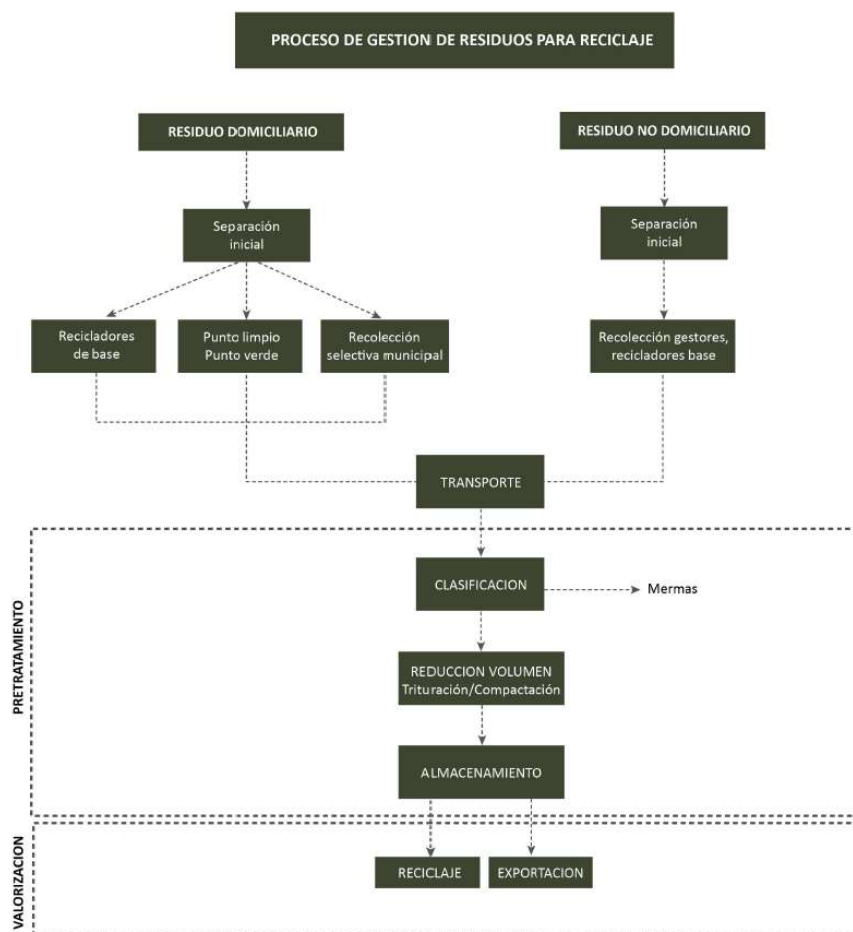 PROCESO DE GESTION DE RESIDUOS PARA RECICLAJE
RESIDUO DOMICILIARIO
RESIDUO NO DOMICILIARIO
Separación
inicial
Separación
inicial
Recicladores
de base
Punto limpio
Punto verde
Recolección
selectiva municipal
Recolección gestores,
recicladores base
TRANSPORTE
PRETRATAMIENTO
CLASIFICACION
Mermas
REDUCCION VOLUMEN
Trituración/Compactación
ALMACENAMIENTO
VALORIZACION
RECICLAJE
EXPORTACION